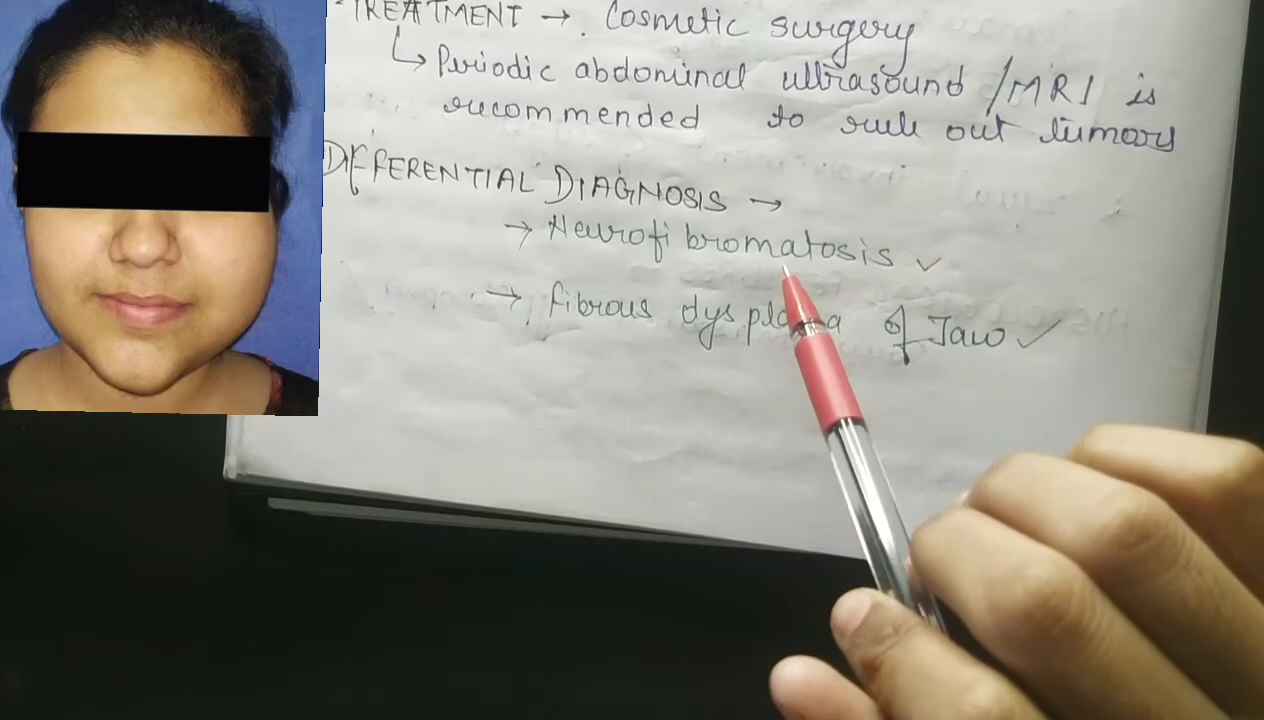 TREATMENT → Cosmetic surgery
↳ Periodic abdominal ultrasound / MRI is
recommended to rule out tumors
DIFFERENTIAL DIAGNOSIS →
→ Neurofibromatosis ✓
→ fibrous dysplasia of Jaw ✓